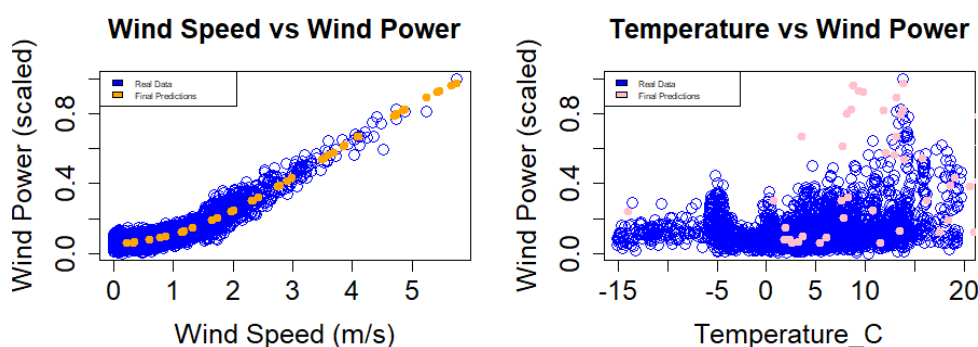 Wind Speed vs Wind Power
Wind Power (scaled)
0.8
0.4
0.0
Real Data
Final Predictions
0 1 2 3 4 5
Wind Speed (m/s)
Temperature vs Wind Power
Wind Power (scaled)
0.8
0.4
0.0
Real Data
Final Predictions
-15 -5 0 5 10 20
Temperature_C